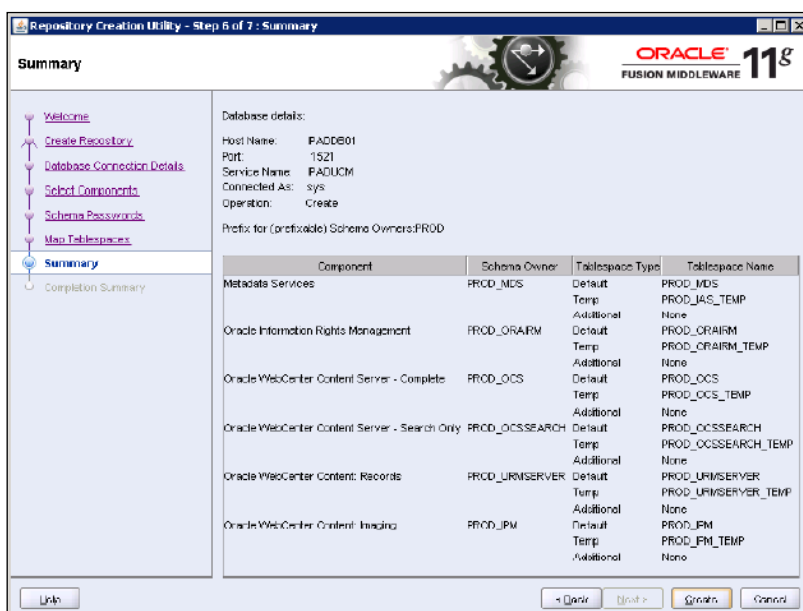 Repository Creation Utility - Step 6 of 7 : Summary
Summary
ORACLE
FUSION MIDDLEWARE 11g
Welcome
Create Repository
Database Connection Details
Select Components
Schema Passwords
Map Tablespaces
Summary
Completion Summary
Database details:
Host Name: PADDB01
Port: 1521
Service Name: PADUCM
Connected As: sys
Operation: Create
Prefix for (prefixable) Schema Owners:PROD
Component Schema Owner Tablespace Type Tablespace Name
Metadata Services PROD_MDS Default PROD_MDS
Temp PROD_IAS_TEMP
Additional None
Oracle Information Rights Management PROD_ORAIRM Default PROD_ORAIRM
Temp PROD_ORAIRM_TEMP
Additional None
Oracle WebCenter Content Server - Complete PROD_OCS Default PROD_OCS
Temp PROD_OCS_TEMP
Additional None
Oracle WebCenter Content Server - Search Only PROD_OCSSEARCH Default PROD_OCSSEARCH
Temp PROD_OCSSEARCH_TEMP
Additional None
Oracle WebCenter Content: Records PROD_URMSERVER Default PROD_URMSERVER
Temp PROD_URMSERVER_TEMP
Additional None
Oracle WebCenter Content: Imaging PROD_IPM Default PROD_IPM
Temp PROD_IPM_TEMP
Additional None
Help < Back Next > Create Cancel